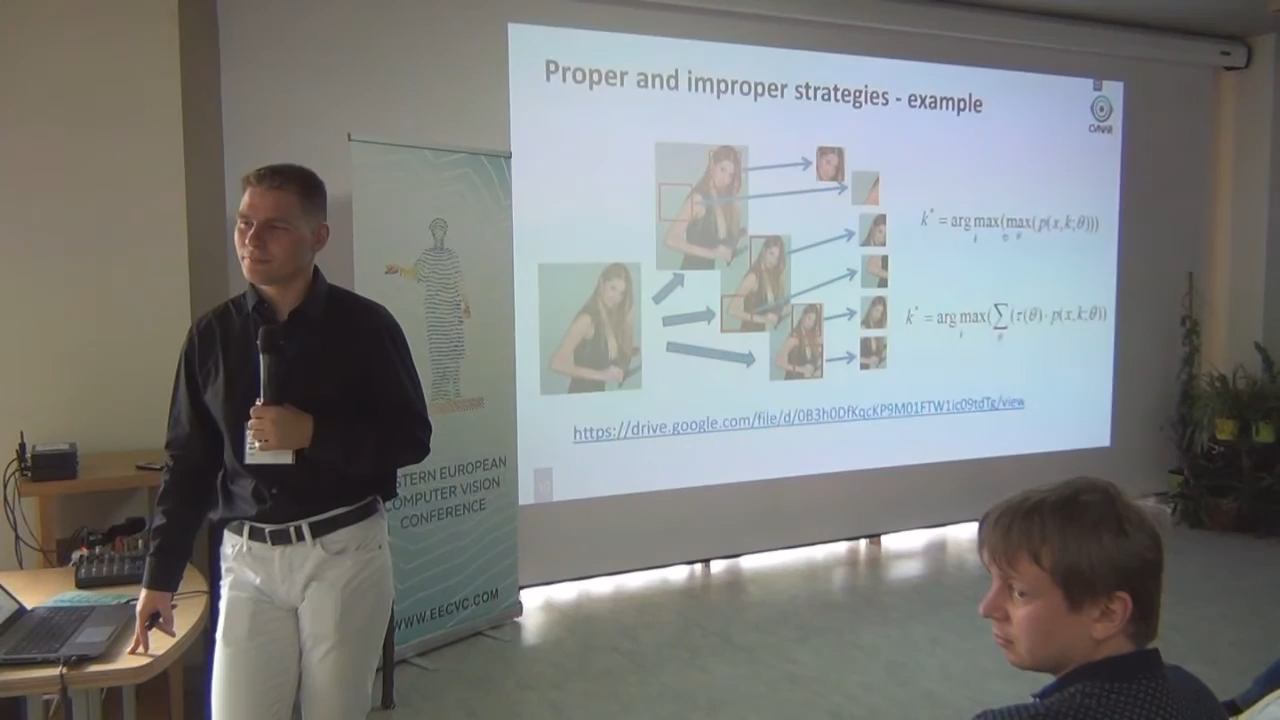 Proper and improper strategies - example
k* = arg max(max(p(x,k;θ)))
k* = arg max(∑(τ(θ)·p(x,k;θ))
https://drive.google.com/file/d/0B3h0DfKqcKP9M01FTW1ic09tdTg/view
10
STERN EUROPEAN
COMPUTER VISION
CONFERENCE
WWW.EECVC.COM